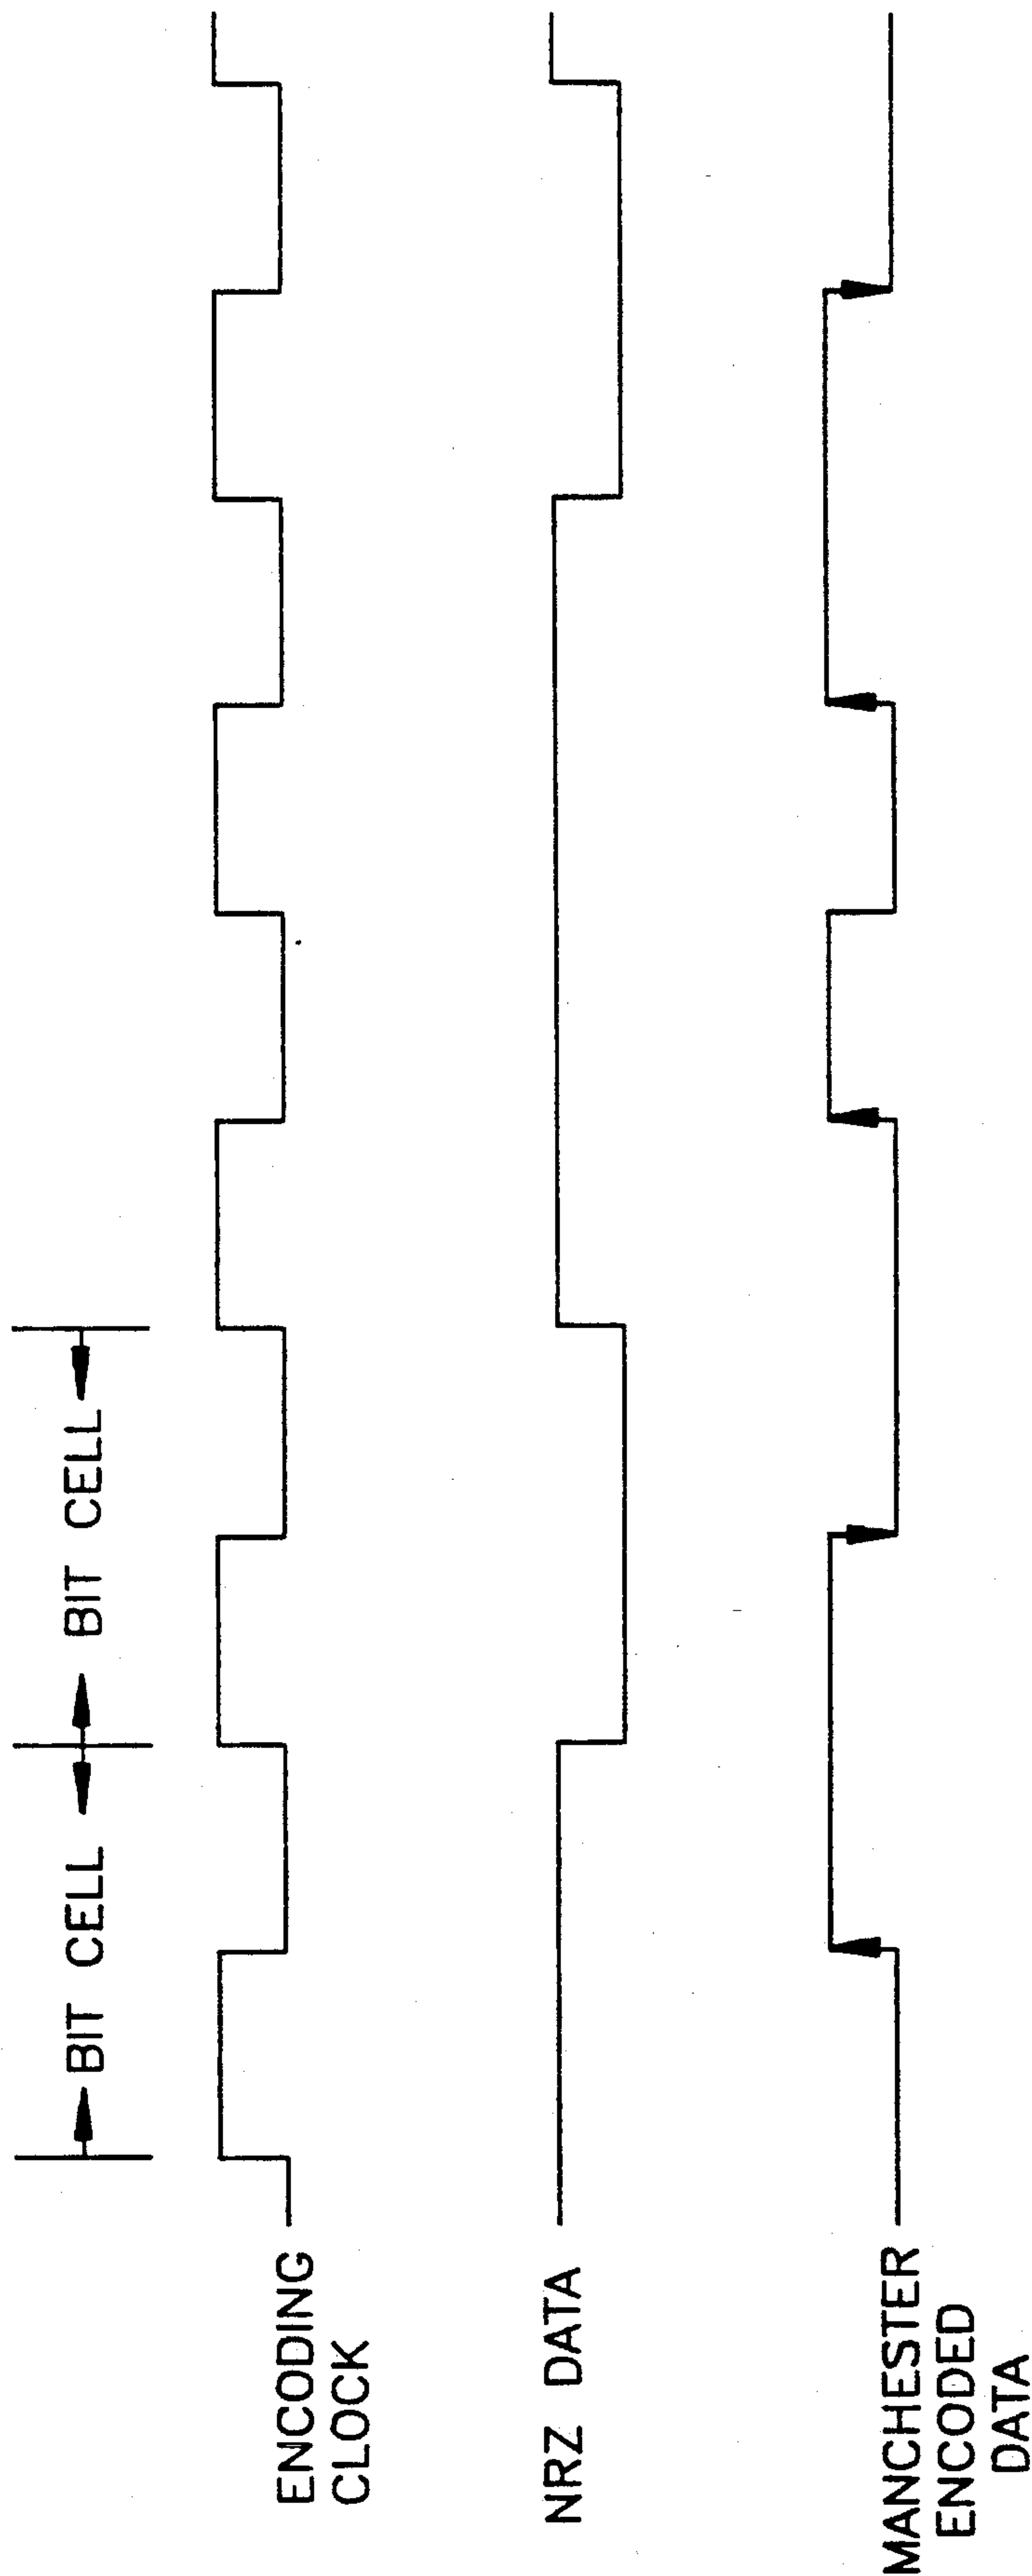 BIT CELL BIT CELL
ENCODING
CLOCK
NRZ DATA
MANCHESTER
ENCODED
DATA